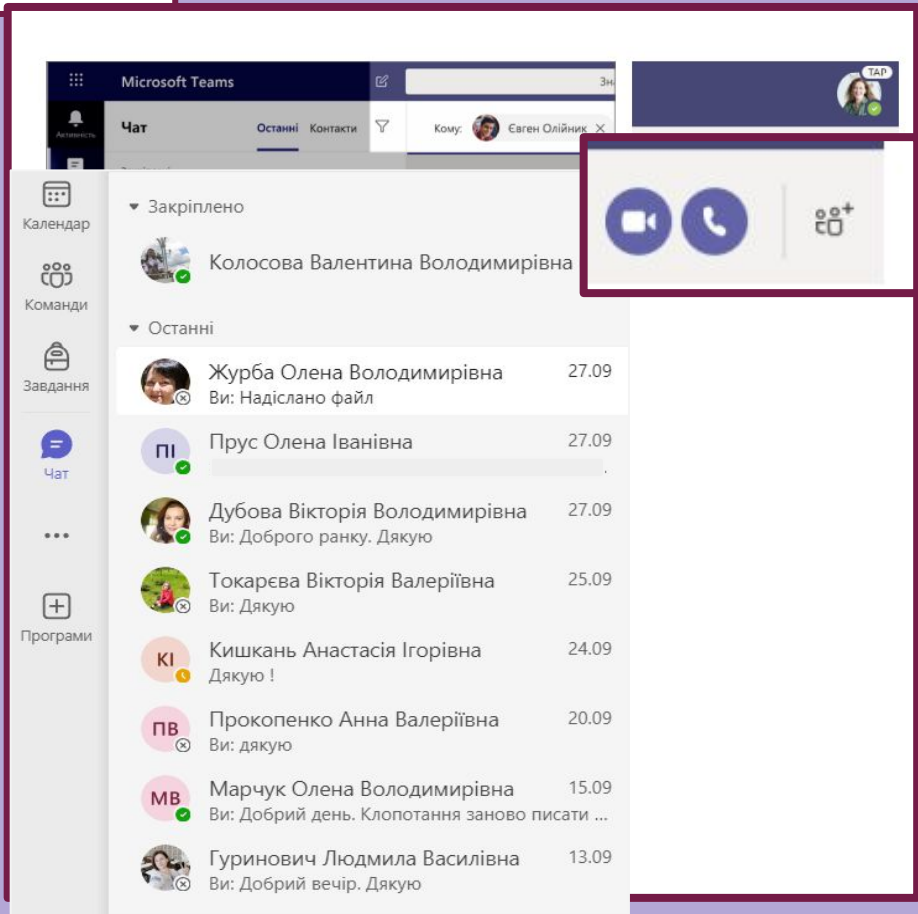 Microsoft Teams
Зна
TAP
Активність
Чат
Останні
Контакти
Кому:
Євген Олійник
Календар
Команди
Завдання
Чат
Програми
Закріплено
Колосова Валентина Володимирівна
Останні
Журба Олена Володимирівна 27.09
Ви: Надіслано файл
ПІ
Прус Олена Іванівна 27.09
Дубова Вікторія Володимирівна 27.09
Ви: Доброго ранку. Дякую
Токарєва Вікторія Валеріївна 25.09
Ви: Дякую
КІ
Кишкань Анастасія Ігорівна 24.09
Дякую !
ПВ
Прокопенко Анна Валеріївна 20.09
Ви: дякую
МВ
Марчук Олена Володимирівна 15.09
Ви: Добрий день. Клопотання заново писати ...
Гуринович Людмила Василівна 13.09
Ви: Добрий вечір. Дякую